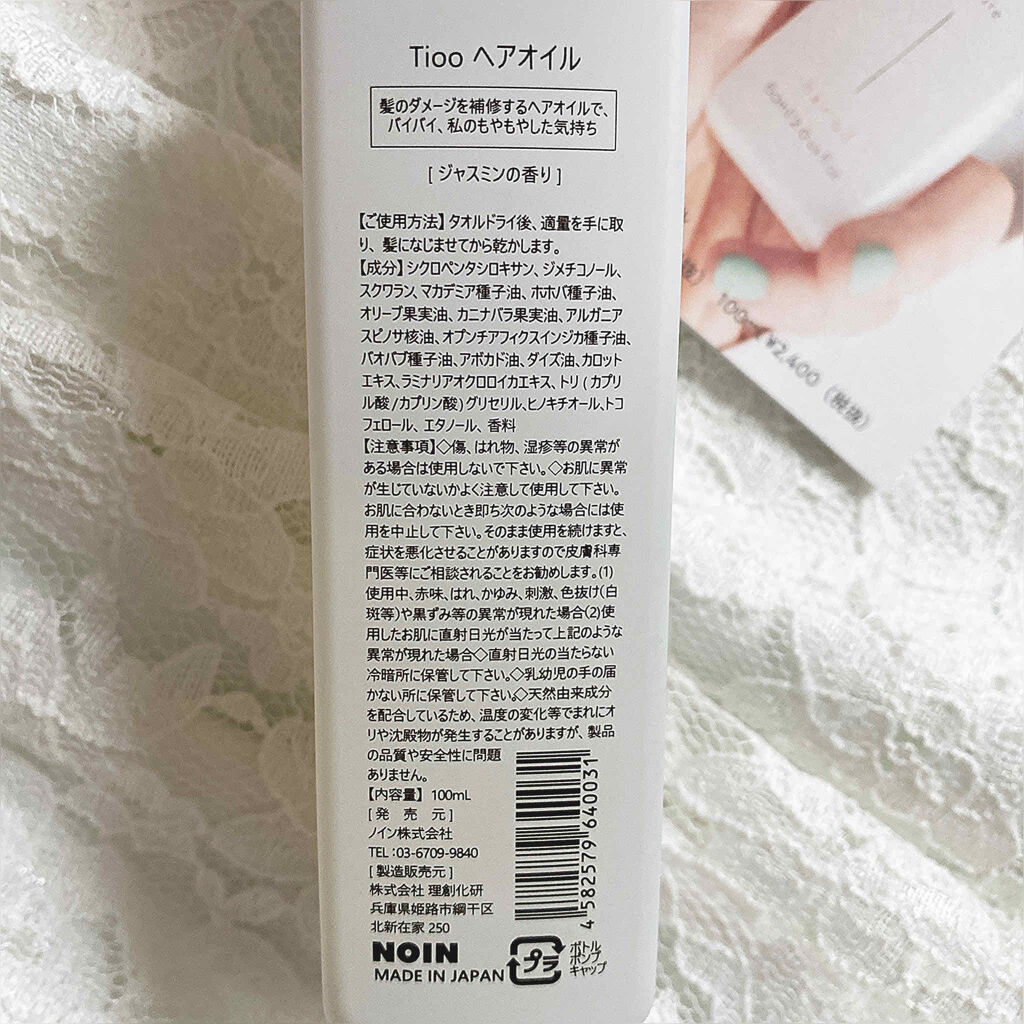 Tioo ヘアオイル
髪のダメージを補修するヘアオイルで、
バイバイ、私のもやもやした気持ち
[ ジャスミンの香り ]
【ご使用方法】タオルドライ後、適量を手に取
り、髪になじませてから乾かします。
【成分】シクロペンタシロキサン、ジメチコノール、
スクワラン、マカデミア種子油、ホホバ種子油、
オリーブ果実油、カニナバラ果実油、アルガニア
スピノサ核油、オプンチアフィクスインジカ種子油、
バオバブ種子油、アボカド油、ダイズ油、カロット
エキス、ラミナリアオクロロイカエキス、トリ ( カプリ
ル酸 /カプリン酸) グリセリル、ヒノキチオール、トコ
フェロール、エタノール、香料
【注意事項】◇傷、はれ物、湿疹等の異常が
ある場合は使用しないで下さい。◇お肌に異常
が生じていないかよく注意して使用して下さい。
お肌に合わないとき即ち次のような場合には使
用を中止して下さい。そのまま使用を続けますと、
症状を悪化させることがありますので皮膚科専
門医等にご相談されることをお勧めします。(1)
使用中、赤味、はれ、かゆみ、刺激、色抜け(白
斑等)や黒ずみ等の異常が現れた場合(2)使
用したお肌に直射日光が当たって上記のような
異常が現れた場合◇直射日光の当たらない
冷暗所に保管して下さい。◇乳幼児の手の届
かない所に保管して下さい。◇天然由来成分
を配合しているため、温度の変化等でまれにオ
リや沈殿物が発生することがありますが、製品
の品質や安全性に問題
ありません。
【内容量】 100mL
[ 発 売 元 ]
ノイン株式会社
TEL：03-6709-9840
[ 製造販売元 ]
株式会社 理創化研
兵庫県姫路市網干区
北新在家 250
NOIN
MADE IN JAPAN
プラ
ボトル
ポンプ
キャップ
4 582579 640031
100mL ¥2400 (税抜)